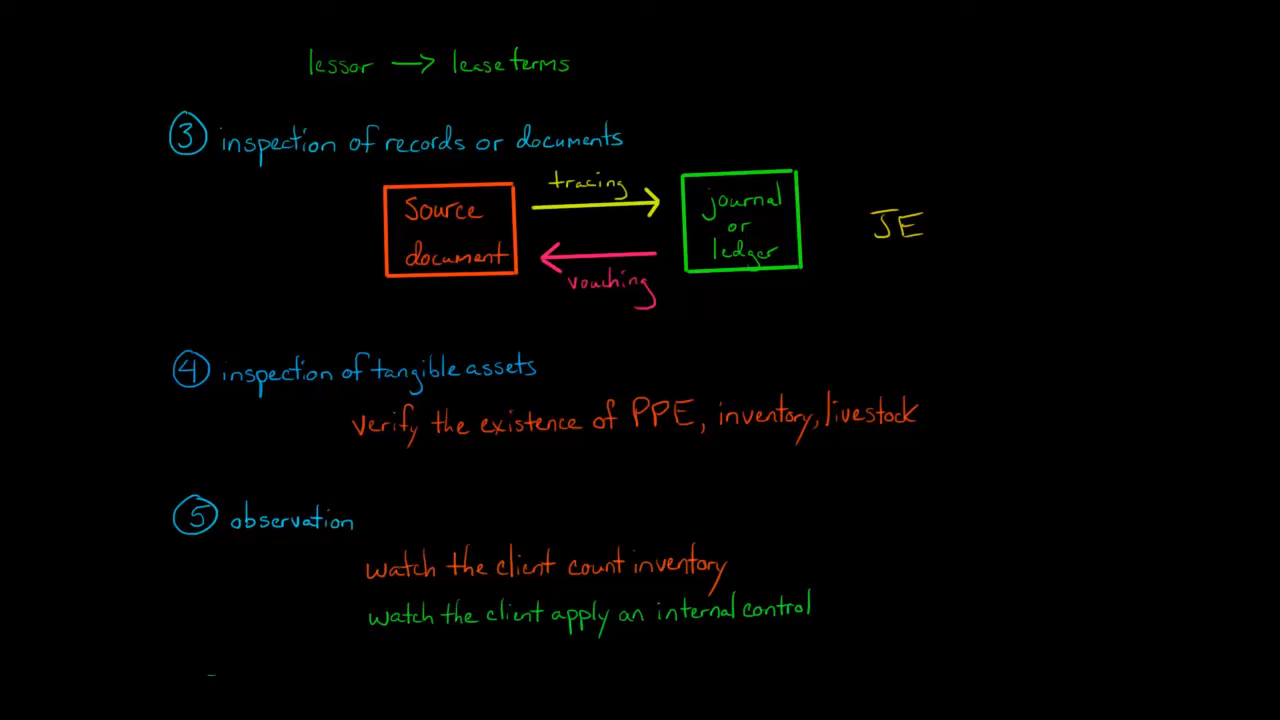 lessor → lease terms
③ inspection of records or documents
tracing
Source
document
journal
or
ledger
JE
vouching
④ inspection of tangible assets
verify the existence of PPE, inventory, livestock
⑤ observation
watch the client count inventory
watch the client apply an internal control